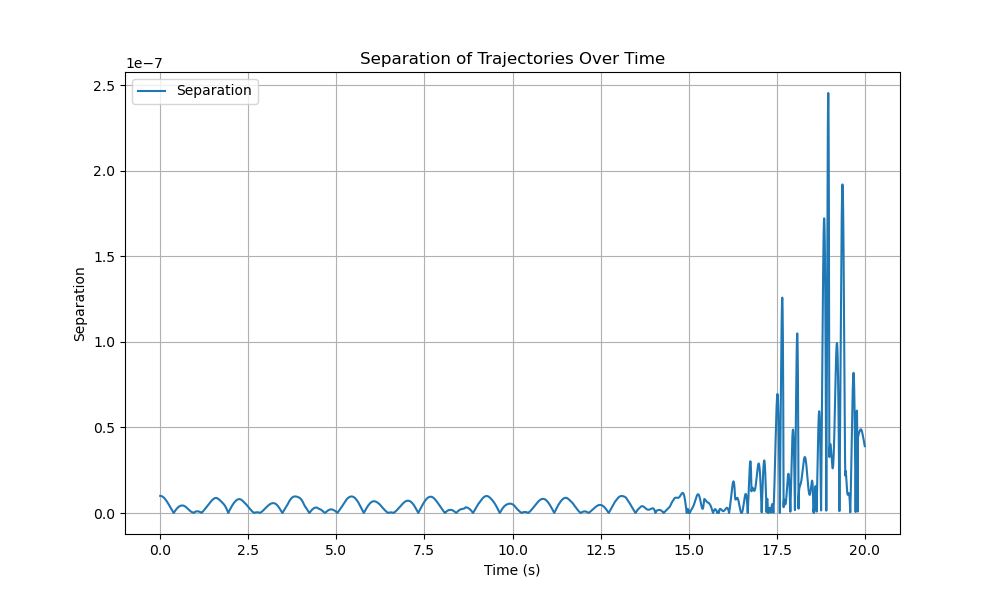 Separation of Trajectories Over Time
1e−7
Separation
2.5
2.0
1.5
1.0
0.5
0.0
Separation
0.0 2.5 5.0 7.5 10.0 12.5 15.0 17.5 20.0
Time (s)